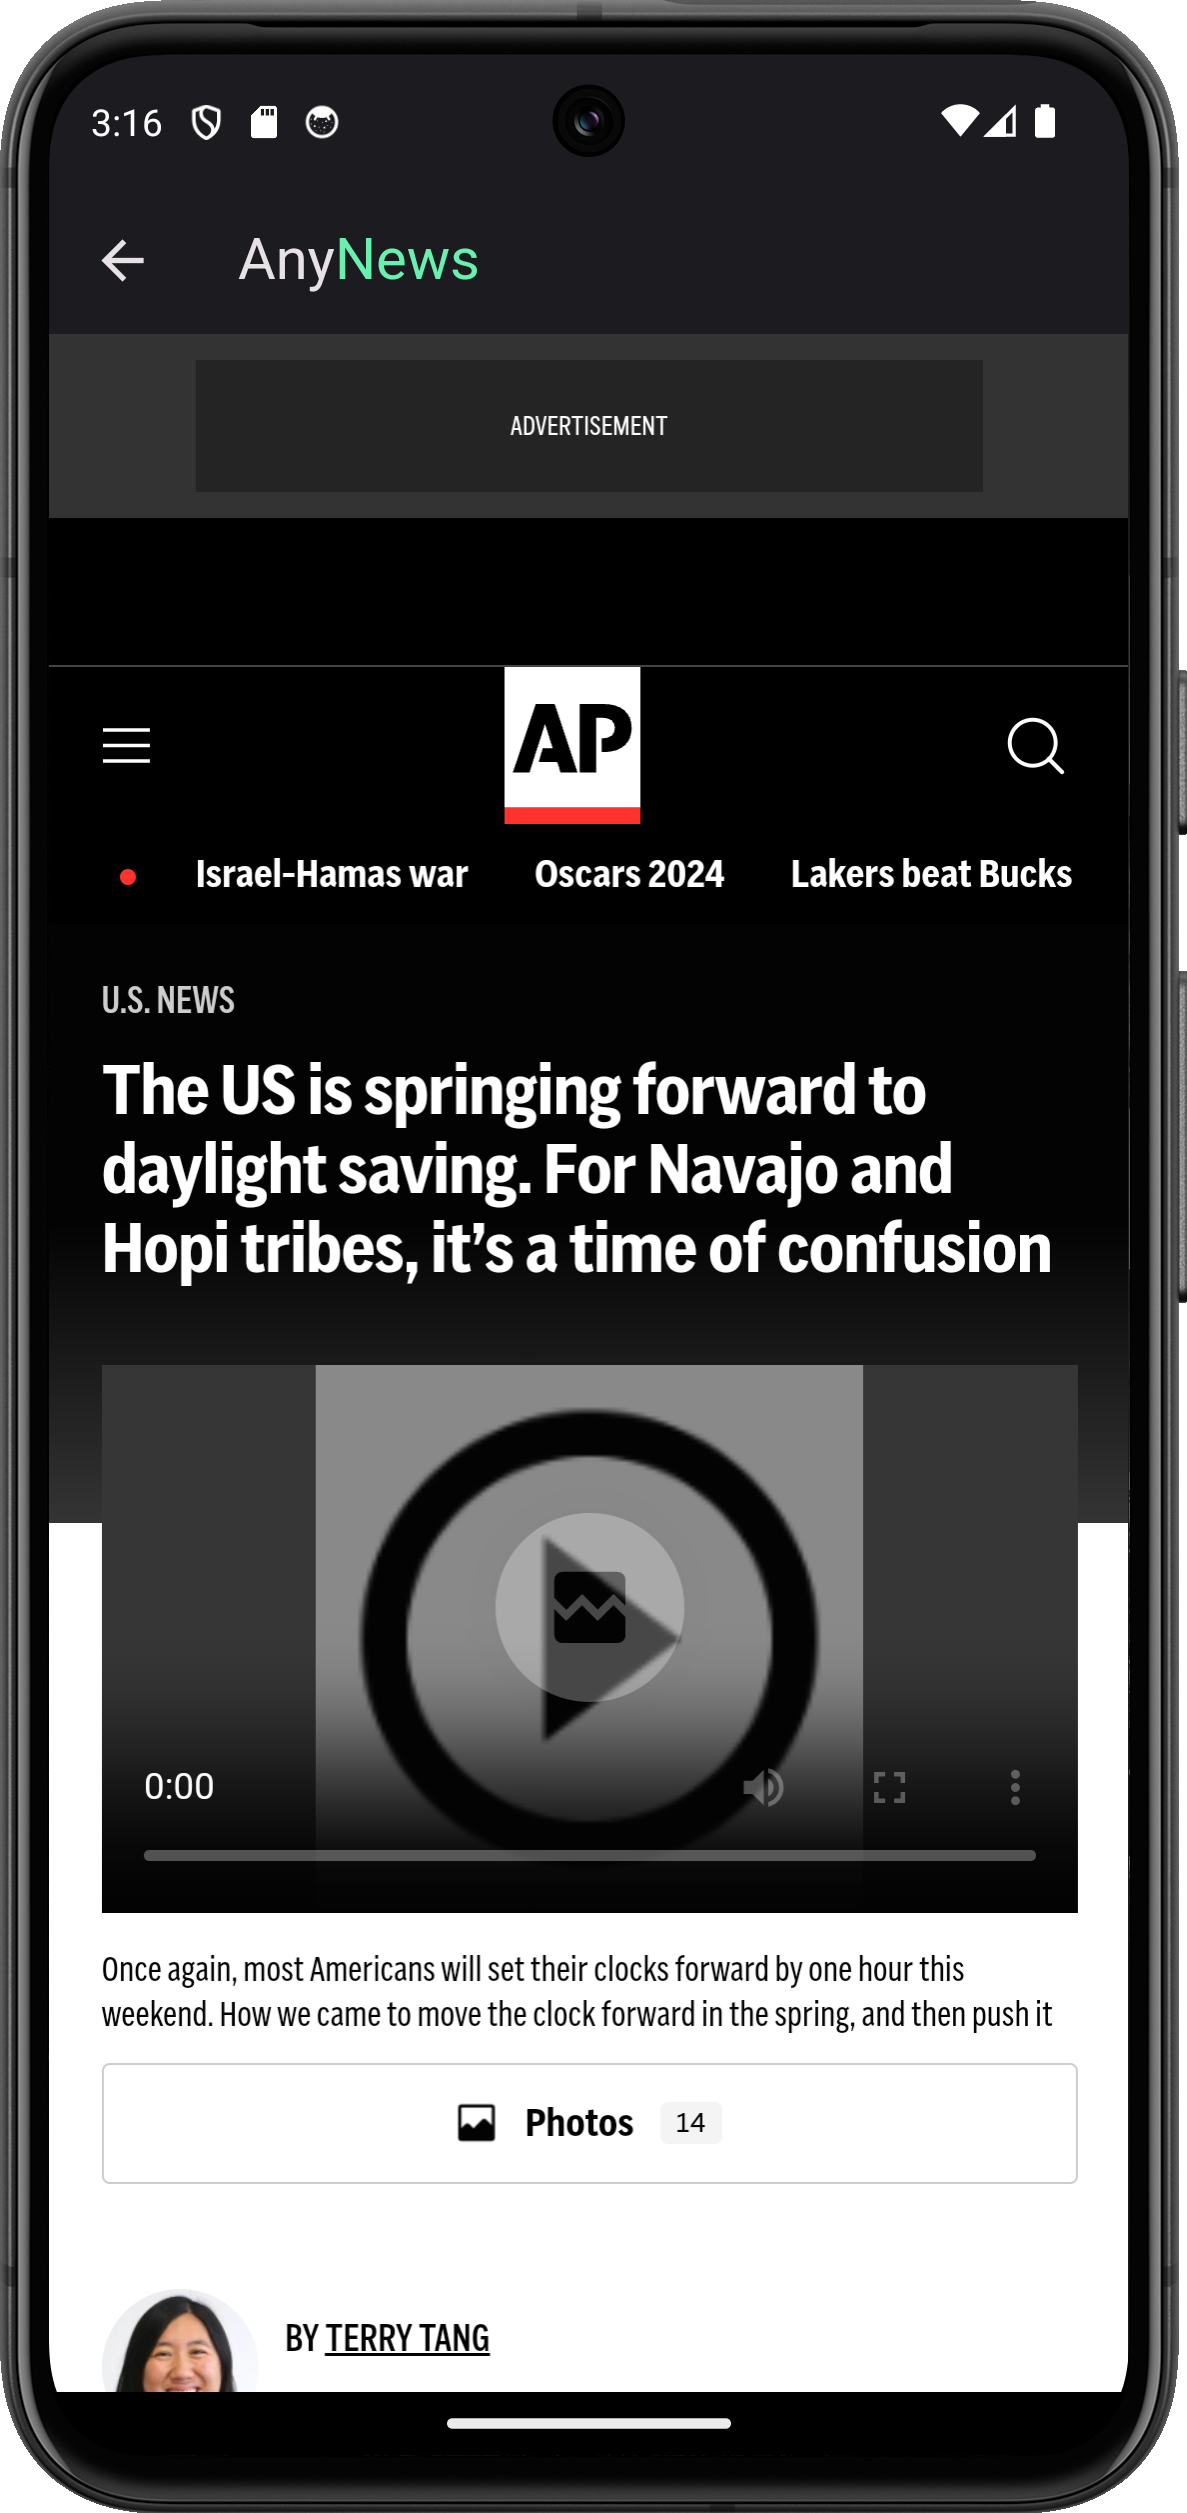 3:16
AnyNews
ADVERTISEMENT
AP
Israel-Hamas war Oscars 2024 Lakers beat Bucks
U.S. NEWS
The US is springing forward to
daylight saving. For Navajo and
Hopi tribes, it’s a time of confusion
0:00
Once again, most Americans will set their clocks forward by one hour this
weekend. How we came to move the clock forward in the spring, and then push it
Photos 14
BY TERRY TANG